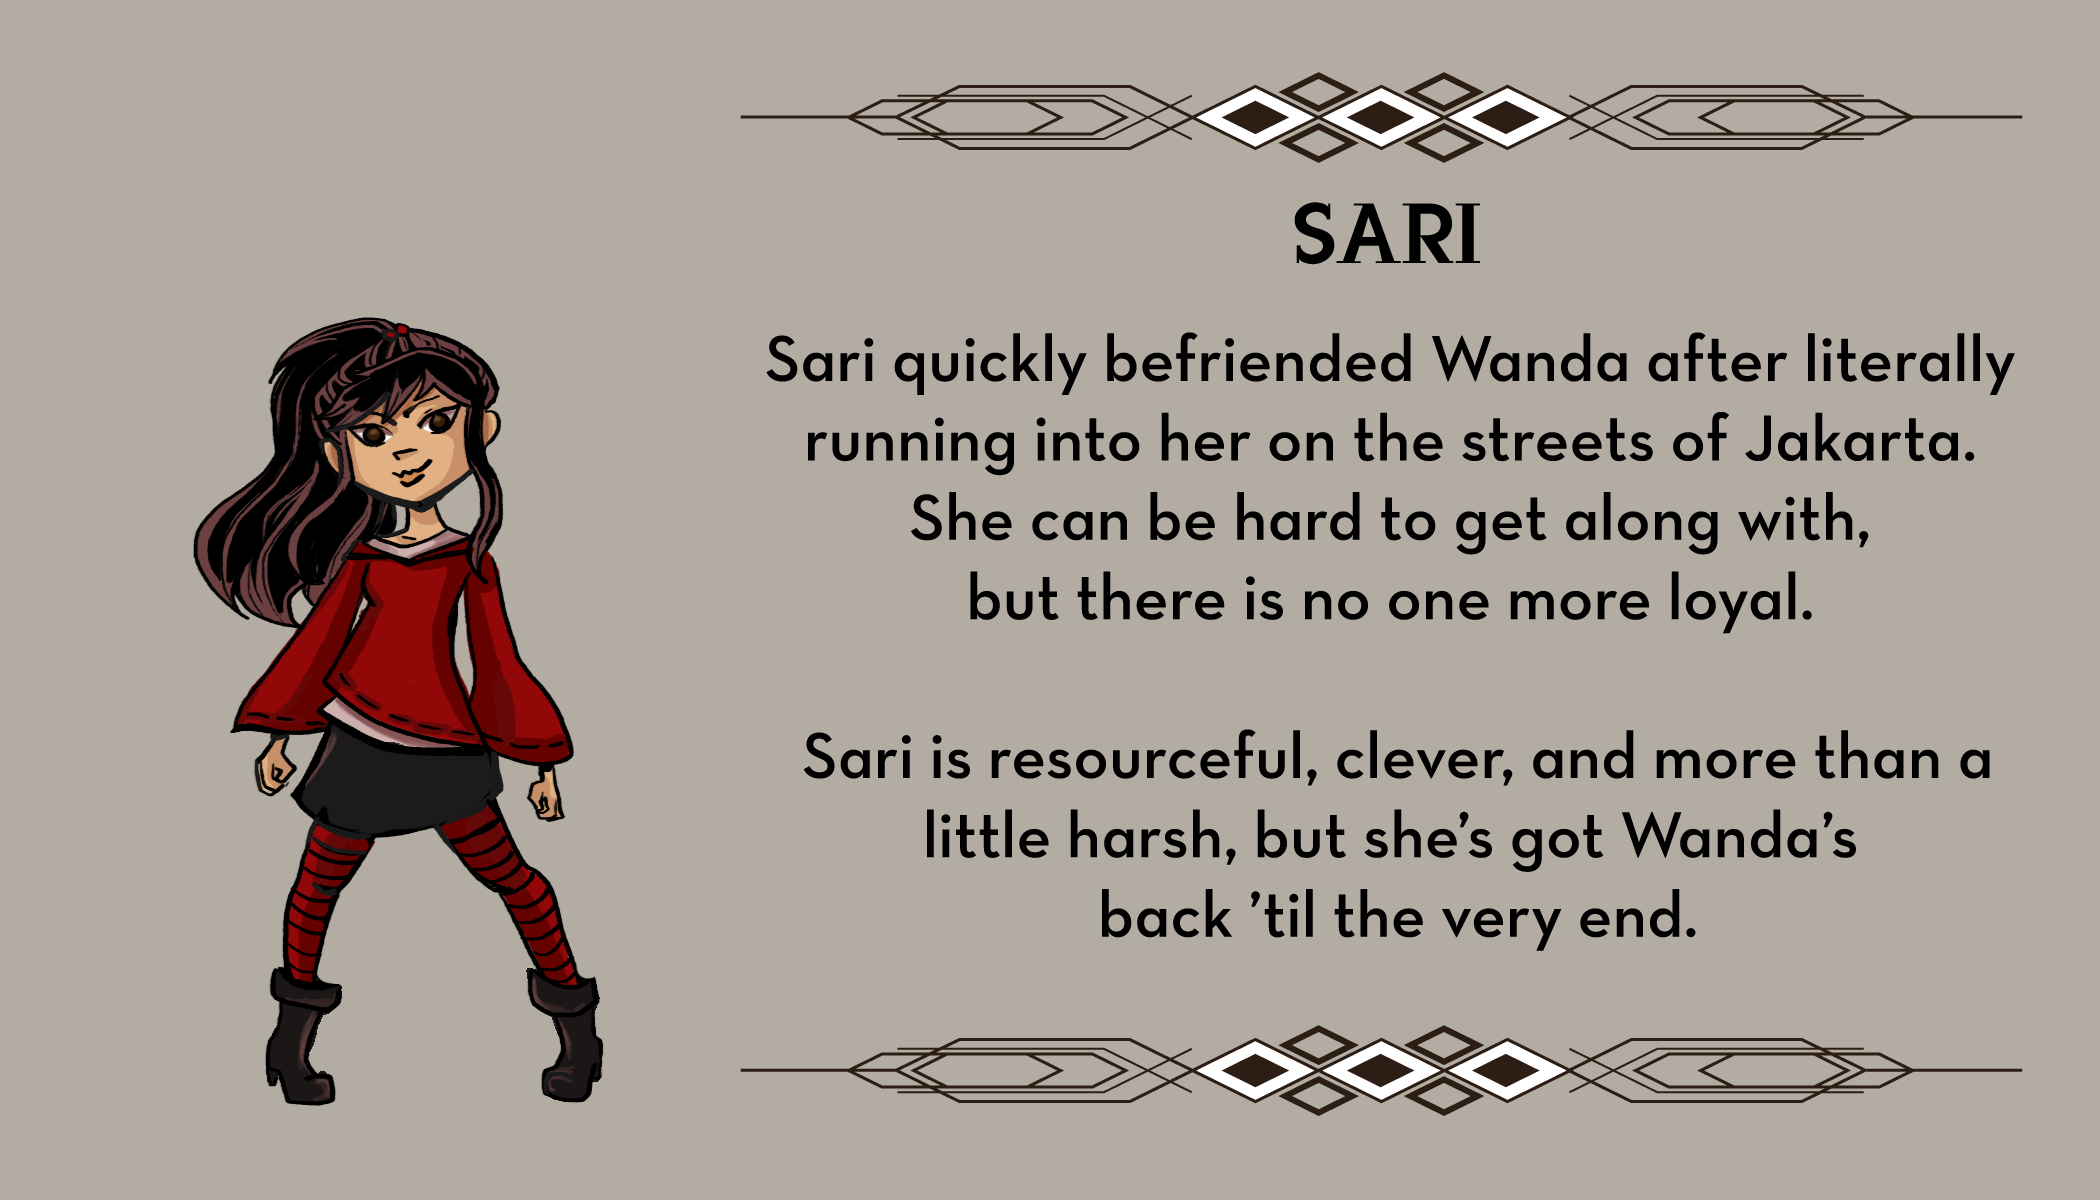 SARI
Sari quickly befriended Wanda after literally
running into her on the streets of Jakarta.
She can be hard to get along with,
but there is no one more loyal.
Sari is resourceful, clever, and more than a
little harsh, but she’s got Wanda’s
back ’til the very end.